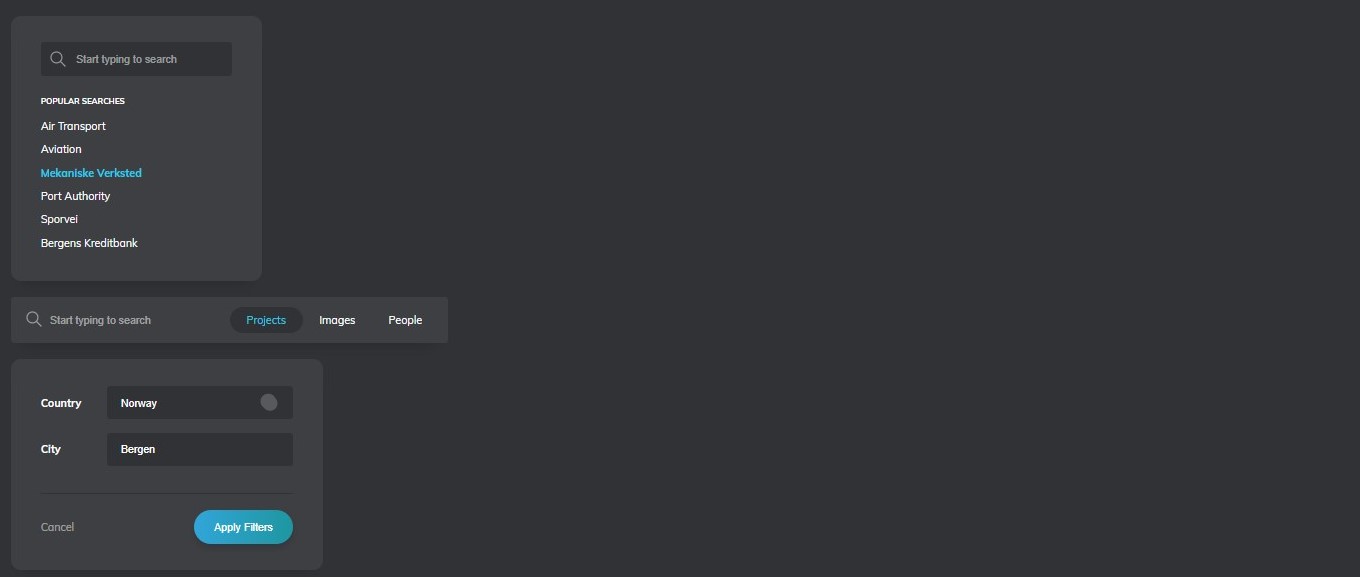 Start typing to search
POPULAR SEARCHES
Air Transport
Aviation
Mekaniske Verksted
Port Authority
Sporvei
Bergens Kreditbank
Start typing to search Projects Images People
Country Norway
City Bergen
Cancel Apply Filters